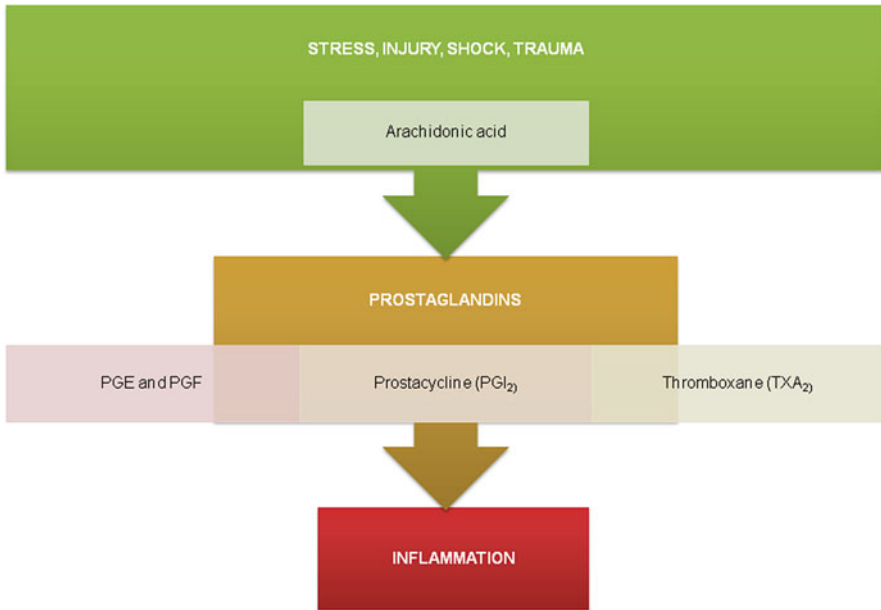 STRESS, INJURY, SHOCK, TRAUMA
Arachidonic acid
PROSTAGLANDINS
PGE and PGF
Prostacycline (PGI₂)
Thromboxane (TXA₂)
INFLAMMATION